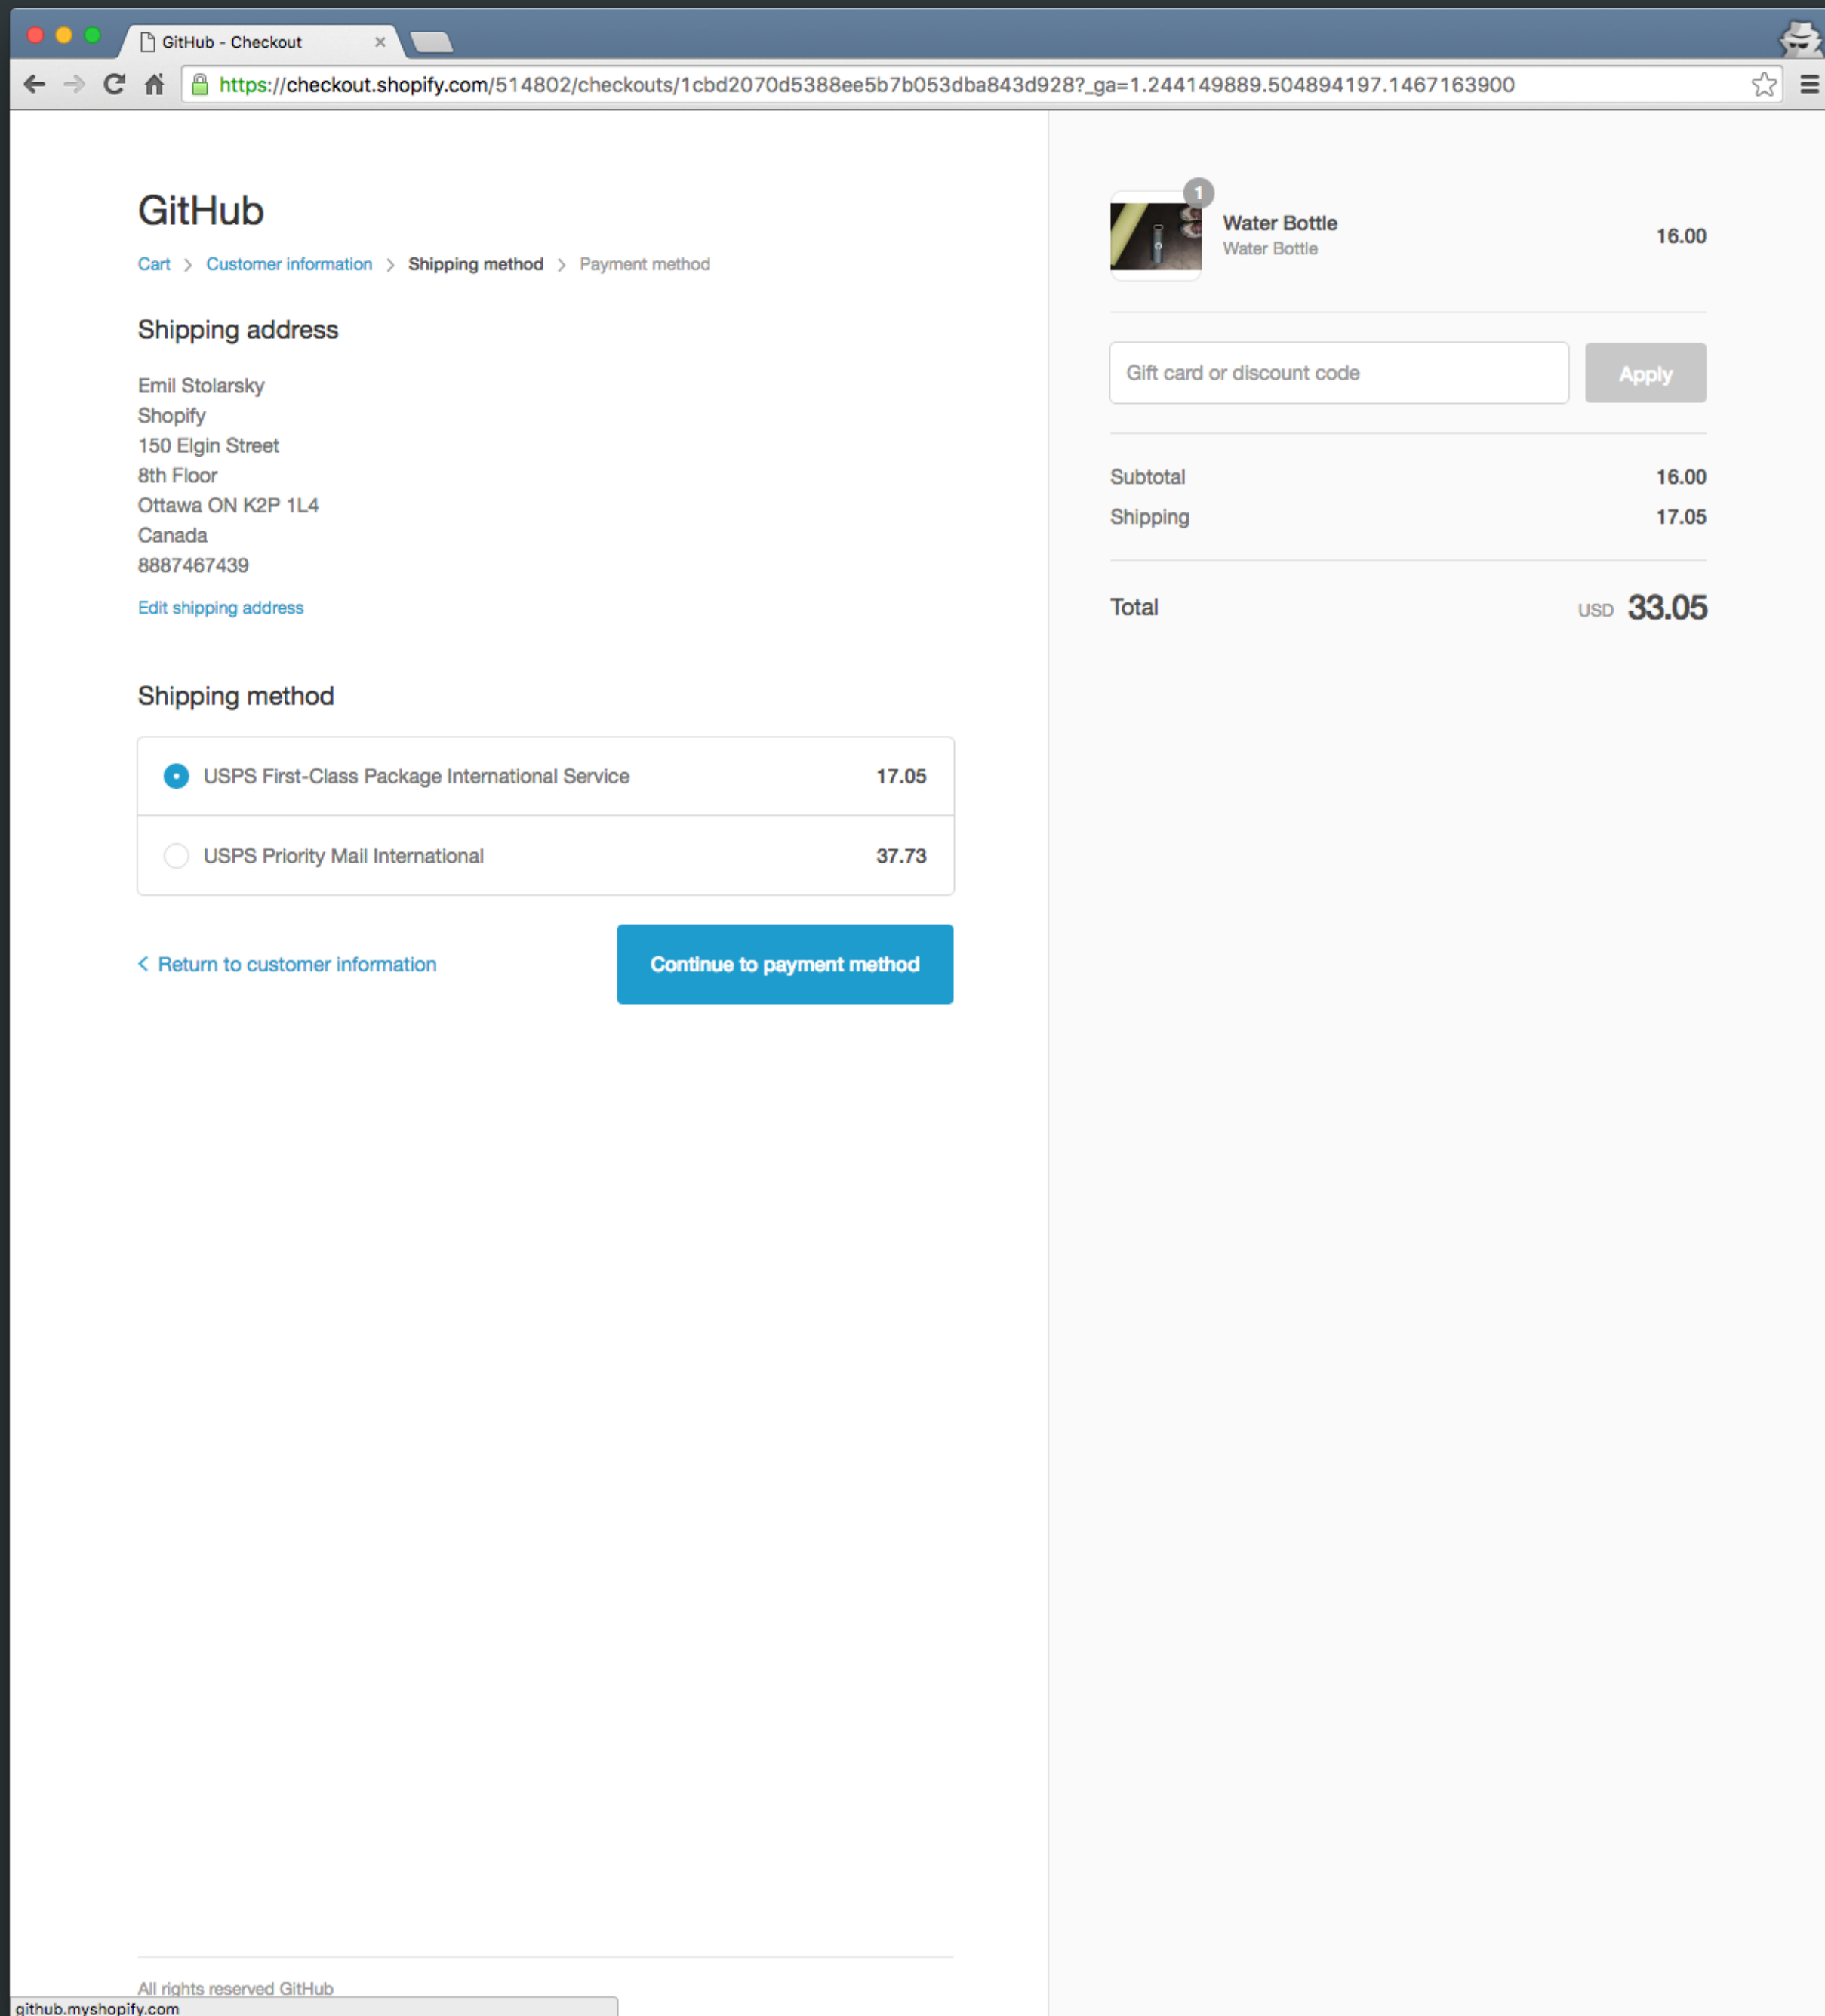 GitHub - Checkout
https://checkout.shopify.com/514802/checkouts/1cbd2070d5388ee5b7b053dba843d928?_ga=1.244149889.504894197.1467163900
GitHub
Cart > Customer information > Shipping method > Payment method
Shipping address
Emil Stolarsky
Shopify
150 Elgin Street
8th Floor
Ottawa ON K2P 1L4
Canada
8887467439
Edit shipping address
Shipping method
USPS First-Class Package International Service 17.05
USPS Priority Mail International 37.73
< Return to customer information
Continue to payment method
1
Water Bottle 16.00
Water Bottle
Gift card or discount code Apply
Subtotal 16.00
Shipping 17.05
Total USD 33.05
All rights reserved GitHub
github.myshopify.com